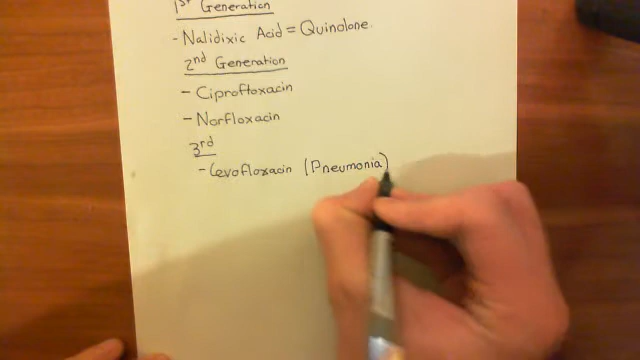 1st Generation
- Nalidixic Acid = Quinolone
2nd Generation
- Ciprofloxacin
- Norfloxacin
3rd
- Levofloxacin (Pneumonia)